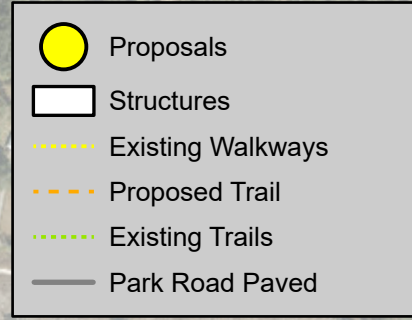 Proposals
Structures
Existing Walkways
Proposed Trail
Existing Trails
Park Road Paved